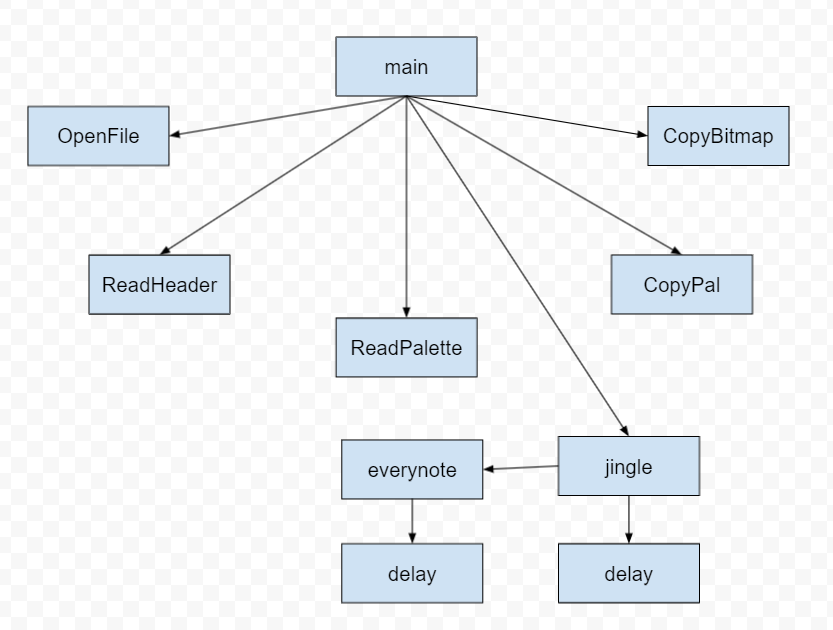 main
OpenFile
CopyBitmap
ReadHeader
CopyPal
ReadPalette
everynote
jingle
delay
delay